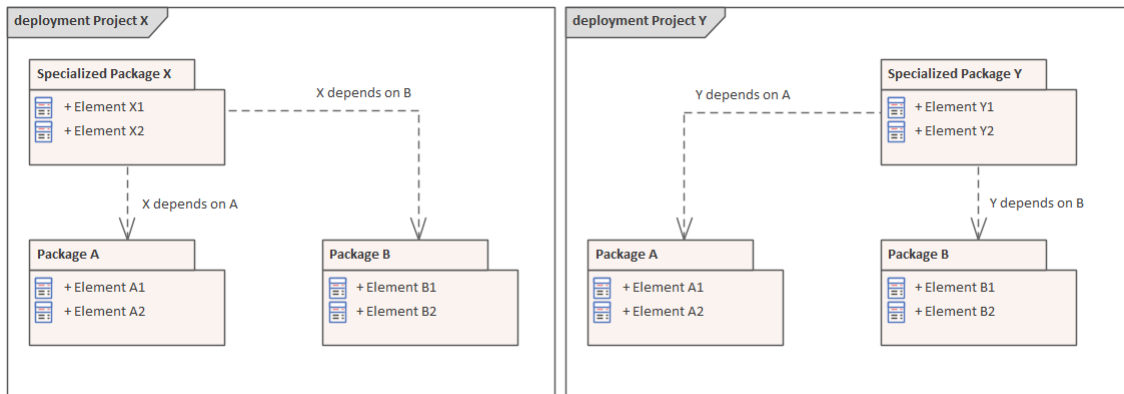 deployment Project X
Specialized Package X
+ Element X1
+ Element X2
X depends on B
X depends on A
Package A
+ Element A1
+ Element A2
Package B
+ Element B1
+ Element B2
deployment Project Y
Specialized Package Y
+ Element Y1
+ Element Y2
Y depends on A
Y depends on B
Package A
+ Element A1
+ Element A2
Package B
+ Element B1
+ Element B2